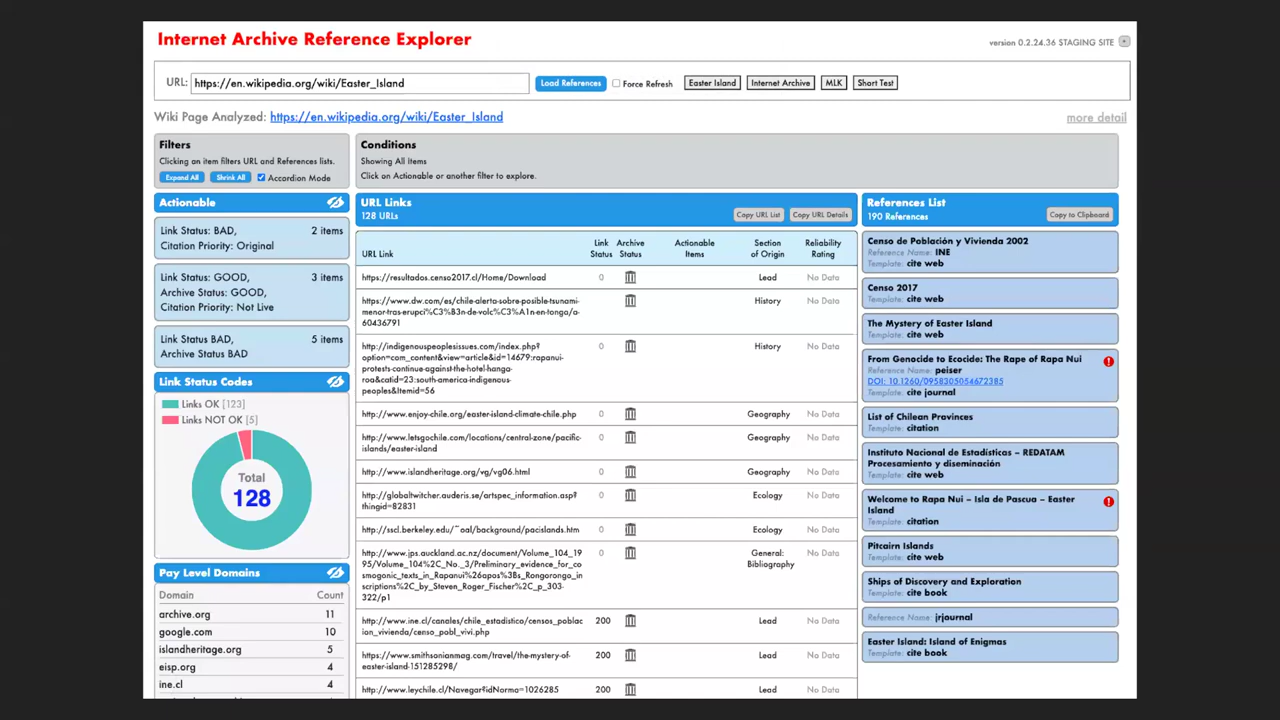 Internet Archive Reference Explorer
version 0.2.24.36 STAGING SITE
URL: https://en.wikipedia.org/wiki/Easter_Island
Load References
Force Refresh
Easter Island
Internet Archive
MLK
Short Test
Wiki Page Analyzed: https://en.wikipedia.org/wiki/Easter_Island
more detail
Filters
Clicking an item filters URL and References lists.
Expand All
Shrink All
Accordion Mode
Conditions
Showing All Items
Click on Actionable or another filter to explore.
Actionable
Link Status: BAD, 2 items
Citation Priority: Original
Link Status: GOOD, 3 items
Archive Status: GOOD,
Citation Priority: Not Live
Link Status BAD, 5 items
Archive Status BAD
Link Status Codes
Links OK [123]
Links NOT OK [5]
Total
128
Pay Level Domains
Domain Count
archive.org 11
google.com 10
islandheritage.org 5
eisp.org 4
ine.cl 4
URL Links
128 URLs
Copy URL List
Copy URL Details
URL Link
Link Status
Archive Status
Actionable Items
Section of Origin
Reliability Rating
https://resultados.censo2017.cl/Home/Download 0 Lead No Data
https://www.dw.com/es/chile-alerta-sobre-posible-tsunami- 0 History No Data
menor-tras-erupci%C3%B3n-de-volc%C3%A1n-en-tonga/a-
60436791
http://indigenouspeoplesissues.com/index.php? 0 History No Data
option=com_content&view=article&id=14679:rapanui-
protests-continue-against-the-hotel-hanga-
roa&catid=23:south-america-indigenous-
peoples&Itemid=56
http://www.enjoy-chile.org/easter-island-climate-chile.php 0 Geography No Data
http://www.letsgochile.com/locations/central-zone/pacific- 0 Geography No Data
islands/easter-island
http://www.islandheritage.org/vg/vg06.html 0 Geography No Data
http://globaltwitcher.auderis.se/artspec_information.asp? 0 Ecology No Data
thingid=82831
http://sscl.berkeley.edu/~oal/background/pacislands.htm 0 Ecology No Data
http://www.jps.auckland.ac.nz/document/Volume_104_19 0 General: No Data
95/Volume_104%2C_No._3/Preliminary_evidence_for_co Bibliography
smogonic_texts_in_Rapanui%26apos%3Bs_Rongorongo_in
scriptions%2C_by_Steven_Roger_Fischer%2C_p_303-
322/p1
http://www.ine.cl/canales/chile_estadistico/censos_poblac 200 Lead No Data
ion_vivienda/censo_pobl_vivi.php
http://www.smithsonianmag.com/travel/the-mystery-of- 200 Lead No Data
easter-island-151285298/
http://www.leychile.cl/Navegar?idNorma=1026285 200 Lead No Data
References List
190 References
Copy to Clipboard
Censo de Población y Vivienda 2002
Reference Name: INE
Template: cite web
Censo 2017
Template: cite web
The Mystery of Easter Island
Template: cite web
From Genocide to Ecocide: The Rape of Rapa Nui
Reference Name: peiser
DOI: 10.1260/0958305054672385
Template: cite journal
List of Chilean Provinces
Template: citation
Instituto Nacional de Estadísticas – REDATAM
Procesamiento y diseminación
Template: cite web
Welcome to Rapa Nui – Isla de Pascua – Easter
Island
Template: citation
Pitcairn Islands
Template: cite web
Ships of Discovery and Exploration
Template: cite book
Reference Name: jrjournal
Easter Island: Island of Enigmas
Template: cite book